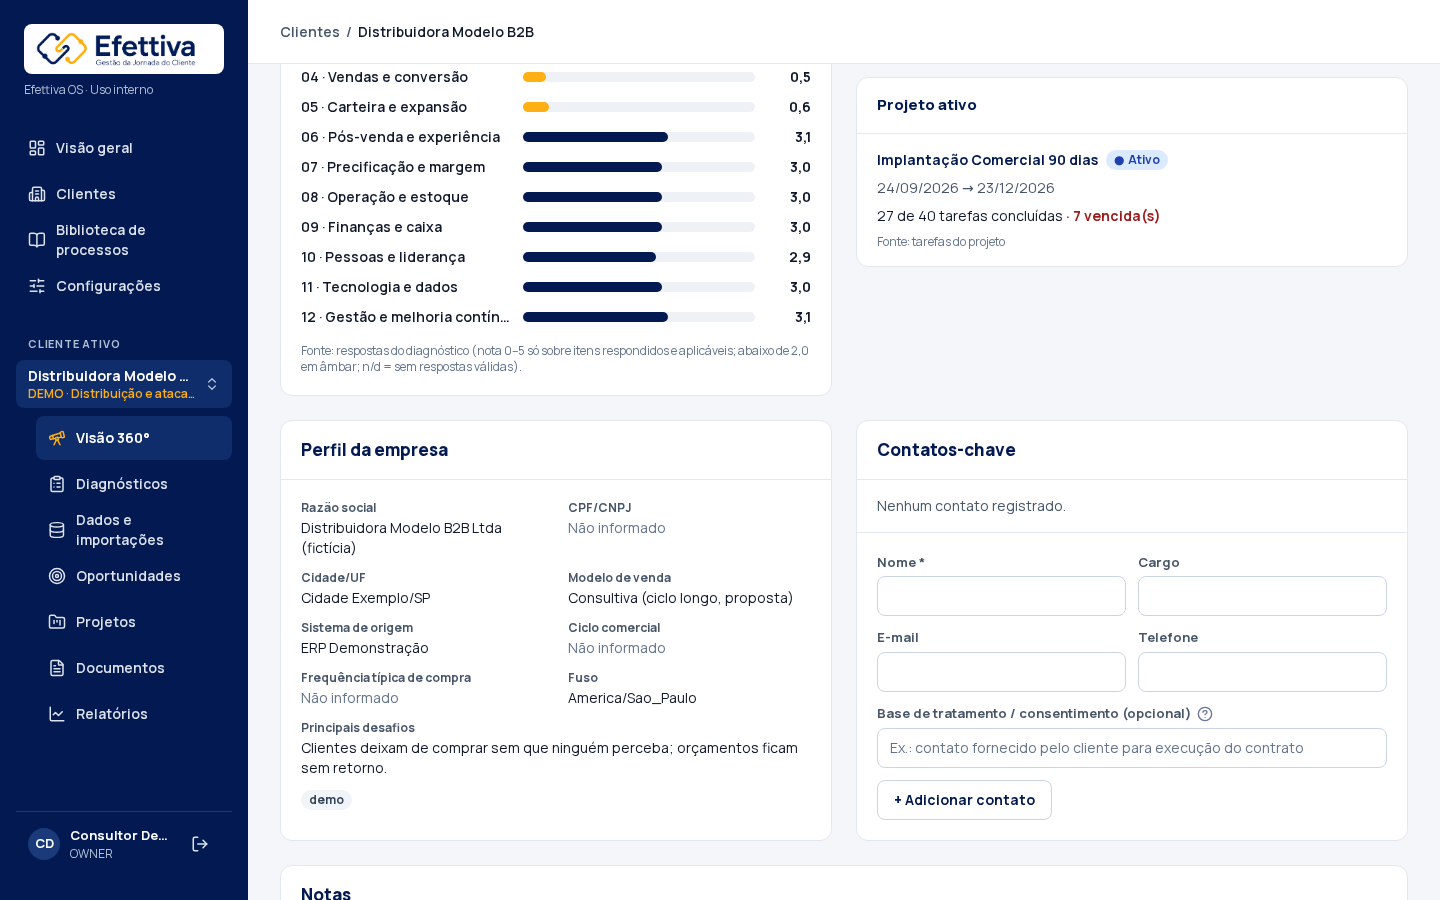 Efettiva
Gestão da Jornada do Cliente
Efettiva OS · Uso interno
Visão geral
Clientes
Biblioteca de
processos
Configurações
CLIENTE ATIVO
Distribuidora Modelo ...
DEMO · Distribuição e ataca...
Visão 360°
Diagnósticos
Dados e
importações
Oportunidades
Projetos
Documentos
Relatórios
CD
Consultor De...
OWNER
Clientes / Distribuidora Modelo B2B
04 · Vendas e conversão 0,5
05 · Carteira e expansão 0,6
06 · Pós-venda e experiência 3,1
07 · Precificação e margem 3,0
08 · Operação e estoque 3,0
09 · Finanças e caixa 3,0
10 · Pessoas e liderança 2,9
11 · Tecnologia e dados 3,0
12 · Gestão e melhoria contín... 3,1
Fonte: respostas do diagnóstico (nota 0–5 só sobre itens respondidos e aplicáveis; abaixo de 2,0
em âmbar; n/d = sem respostas válidas).
Projeto ativo
Implantação Comercial 90 dias Ativo
24/09/2026 → 23/12/2026
27 de 40 tarefas concluídas · 7 vencida(s)
Fonte: tarefas do projeto
Perfil da empresa
Razão social
Distribuidora Modelo B2B Ltda
(fictícia)
CPF/CNPJ
Não informado
Cidade/UF
Cidade Exemplo/SP
Modelo de venda
Consultiva (ciclo longo, proposta)
Sistema de origem
ERP Demonstração
Ciclo comercial
Não informado
Frequência típica de compra
Não informado
Fuso
America/Sao_Paulo
Principais desafios
Clientes deixam de comprar sem que ninguém perceba; orçamentos ficam
sem retorno.
demo
Contatos-chave
Nenhum contato registrado.
Nome *
Cargo
E-mail
Telefone
Base de tratamento / consentimento (opcional) ?
Ex.: contato fornecido pelo cliente para execução do contrato
+ Adicionar contato
Notas